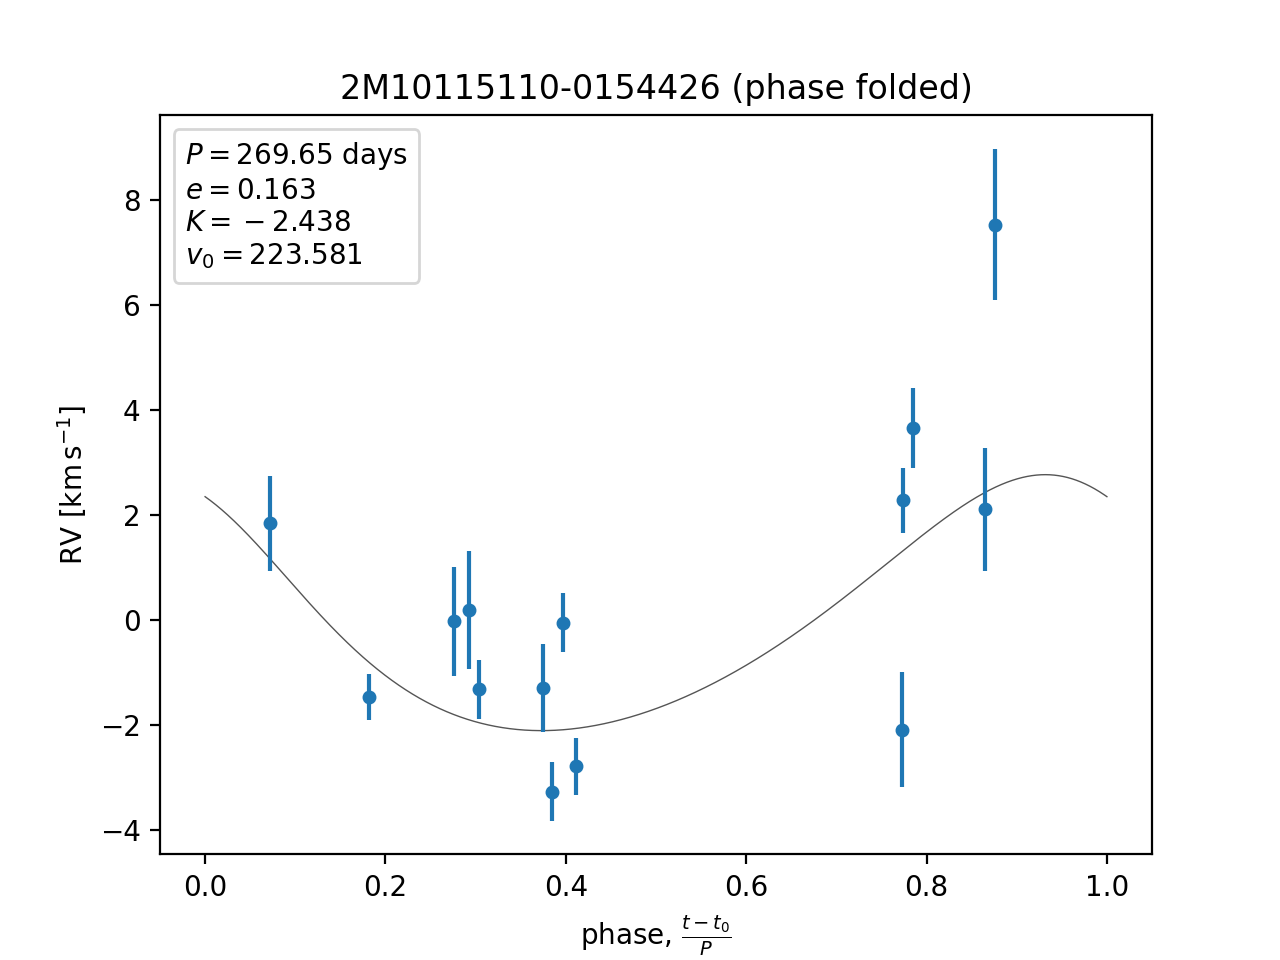 2M10115110-0154426 (phase folded)
P = 269.65 days
e = 0.163
K = −2.438
v₀ = 223.581
8
6
4
2
0
−2
−4
RV [km s⁻¹]
0.0 0.2 0.4 0.6 0.8 1.0
phase, (t − t₀)/P